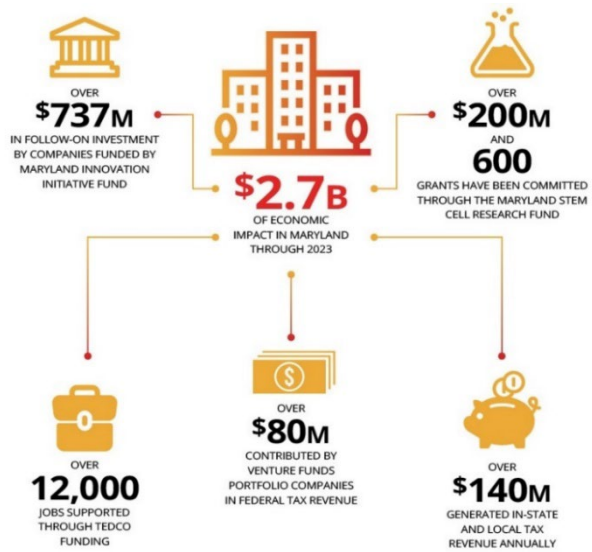 OVER
$737M
IN FOLLOW-ON INVESTMENT
BY COMPANIES FUNDED BY
MARYLAND INNOVATION
INITIATIVE FUND
$2.7B
OF ECONOMIC
IMPACT IN MARYLAND
THROUGH 2023
OVER
$200M
AND
600
GRANTS HAVE BEEN COMMITTED
THROUGH THE MARYLAND STEM
CELL RESEARCH FUND
OVER
12,000
JOBS SUPPORTED
THROUGH TEDCO
FUNDING
$
OVER
$80M
CONTRIBUTED BY
VENTURE FUNDS
PORTFOLIO COMPANIES
IN FEDERAL TAX REVENUE
OVER
$140M
GENERATED IN-STATE
AND LOCAL TAX
REVENUE ANNUALLY